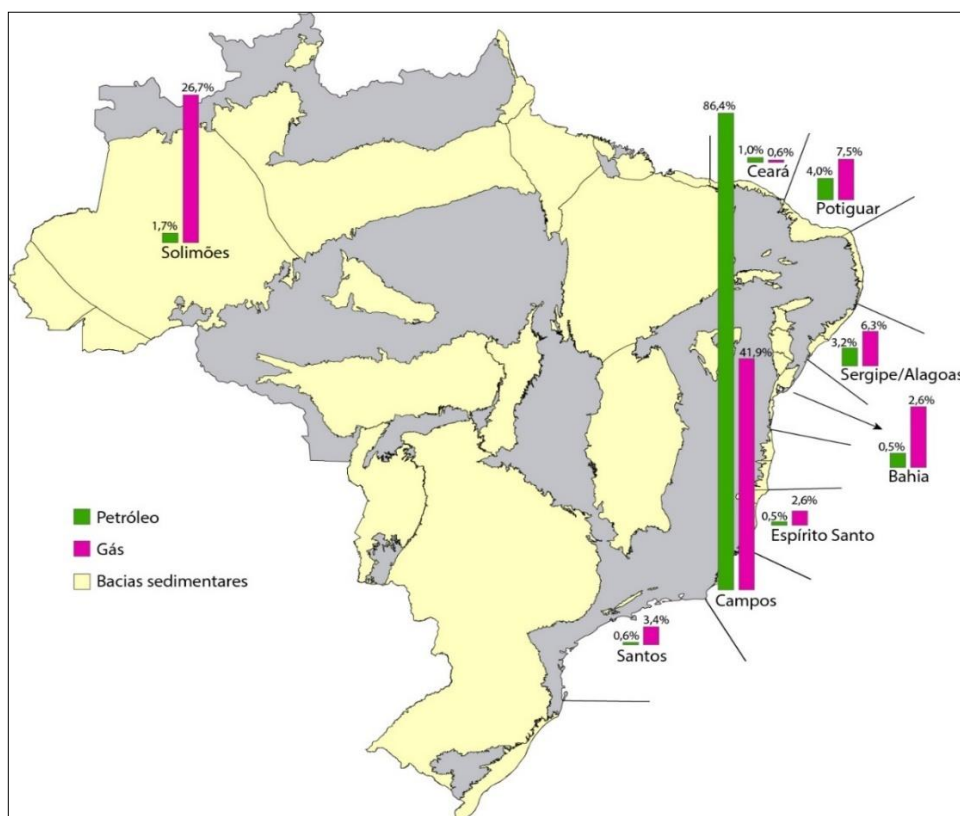 26,7%
1,7%
Solimões
86,4%
41,9%
Campos
1,0%
0,6%
Ceará
4,0%
7,5%
Potiguar
3,2%
6,3%
Sergipe/Alagoas
0,5%
2,6%
Bahia
0,5%
2,6%
Espírito Santo
0,6%
3,4%
Santos
Petróleo
Gás
Bacias sedimentares